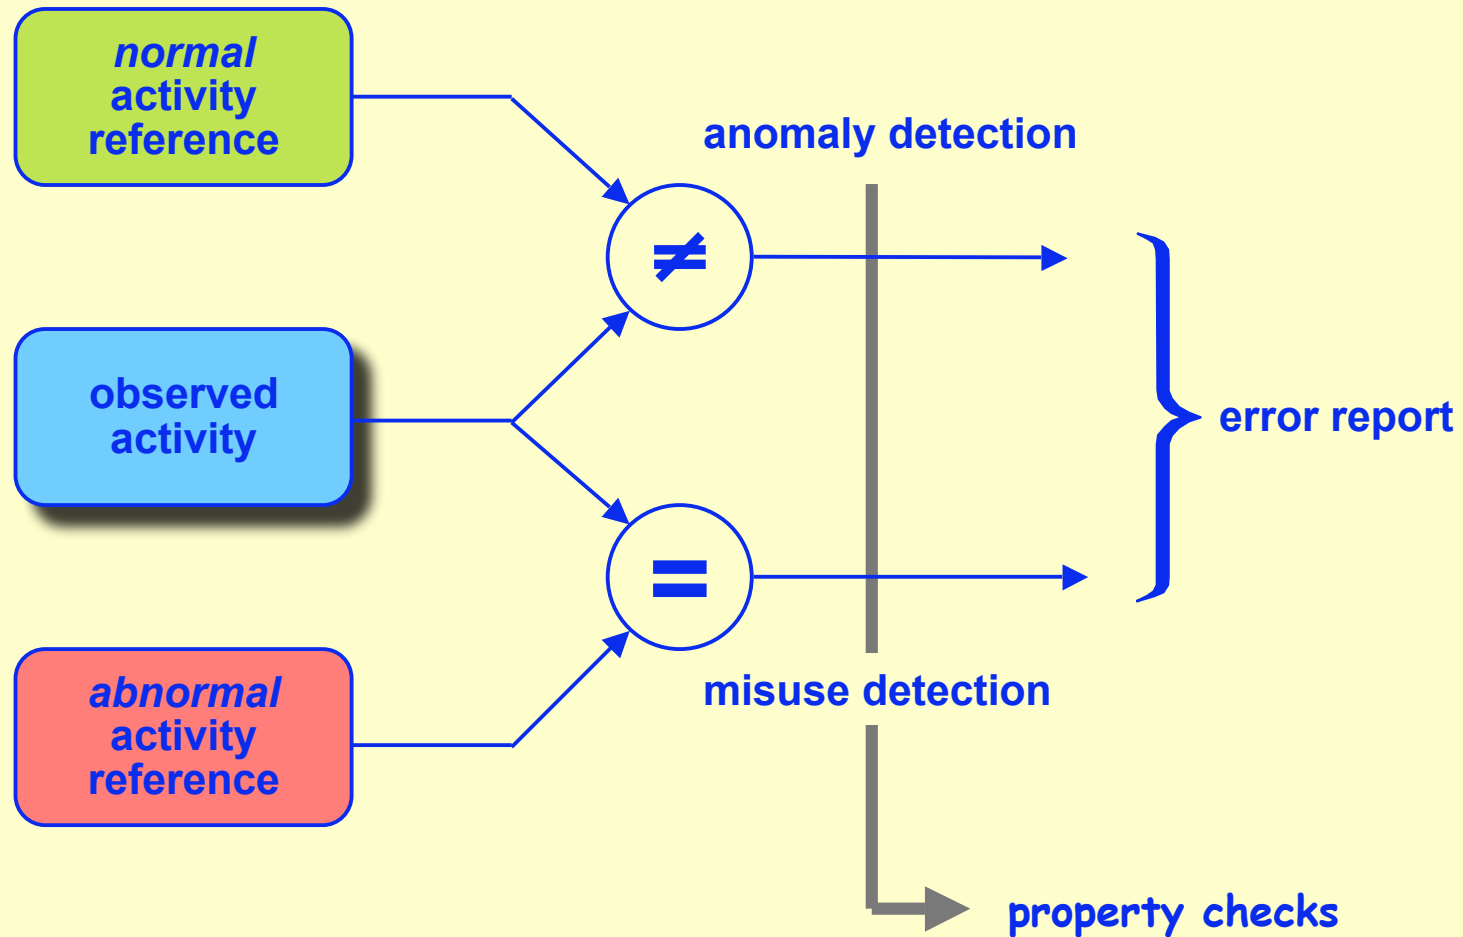 normal
activity
reference
anomaly detection
≠
observed
activity
error report
=
abnormal
activity
reference
misuse detection
property checks